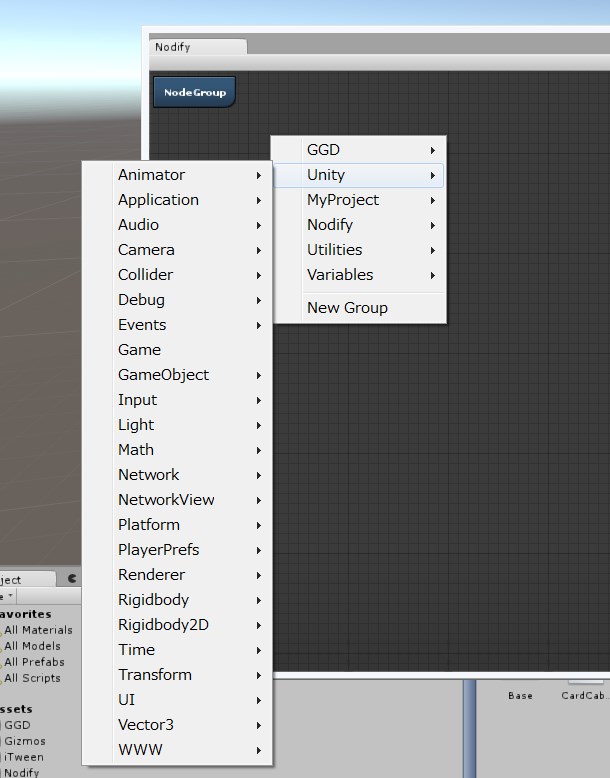 Nodify
NodeGroup
GGD
Unity
MyProject
Nodify
Utilities
Variables
New Group
Animator
Application
Audio
Camera
Collider
Debug
Events
Game
GameObject
Input
Light
Math
Network
NetworkView
Platform
PlayerPrefs
Renderer
Rigidbody
Rigidbody2D
Time
Transform
UI
Vector3
WWW
ject
e
avorites
All Materials
All Models
All Prefabs
All Scripts
ssets
GGD
Gizmos
iTween
Nodify
Base
CardCab..